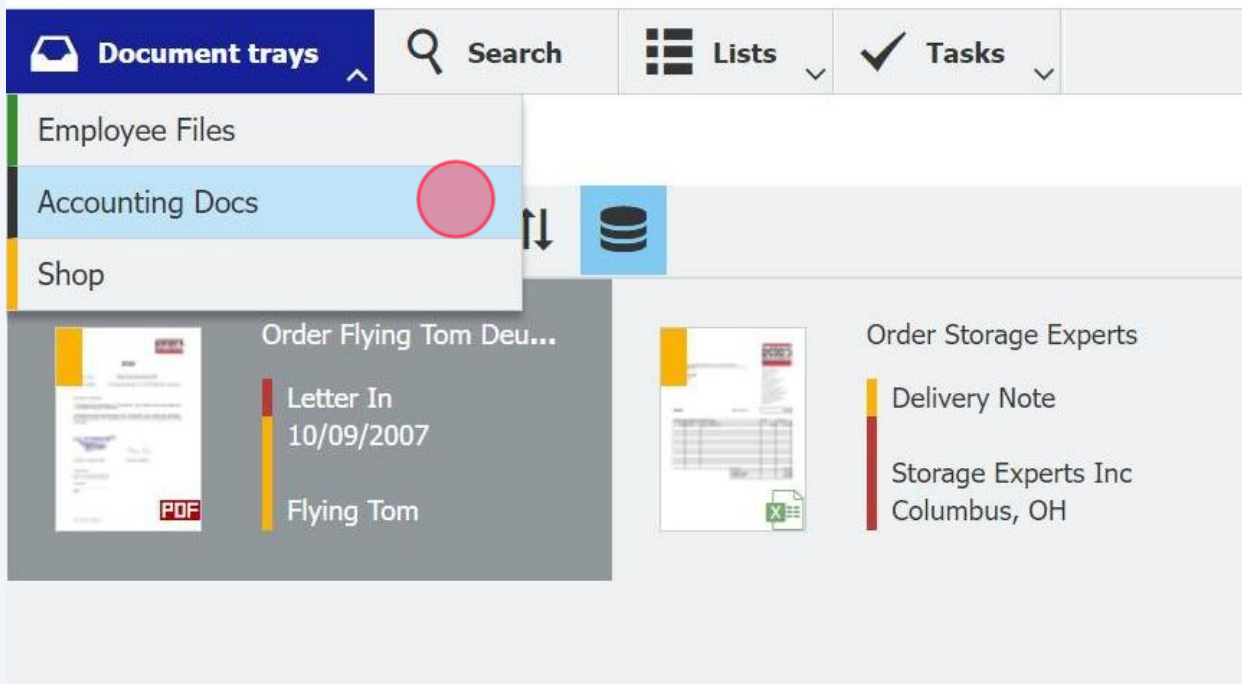 Document trays
Search
Lists
Tasks
Employee Files
Accounting Docs
Shop
Order Flying Tom Deu...
Letter In
10/09/2007
Flying Tom
PDF
Order Storage Experts
Delivery Note
Storage Experts Inc
Columbus, OH
X